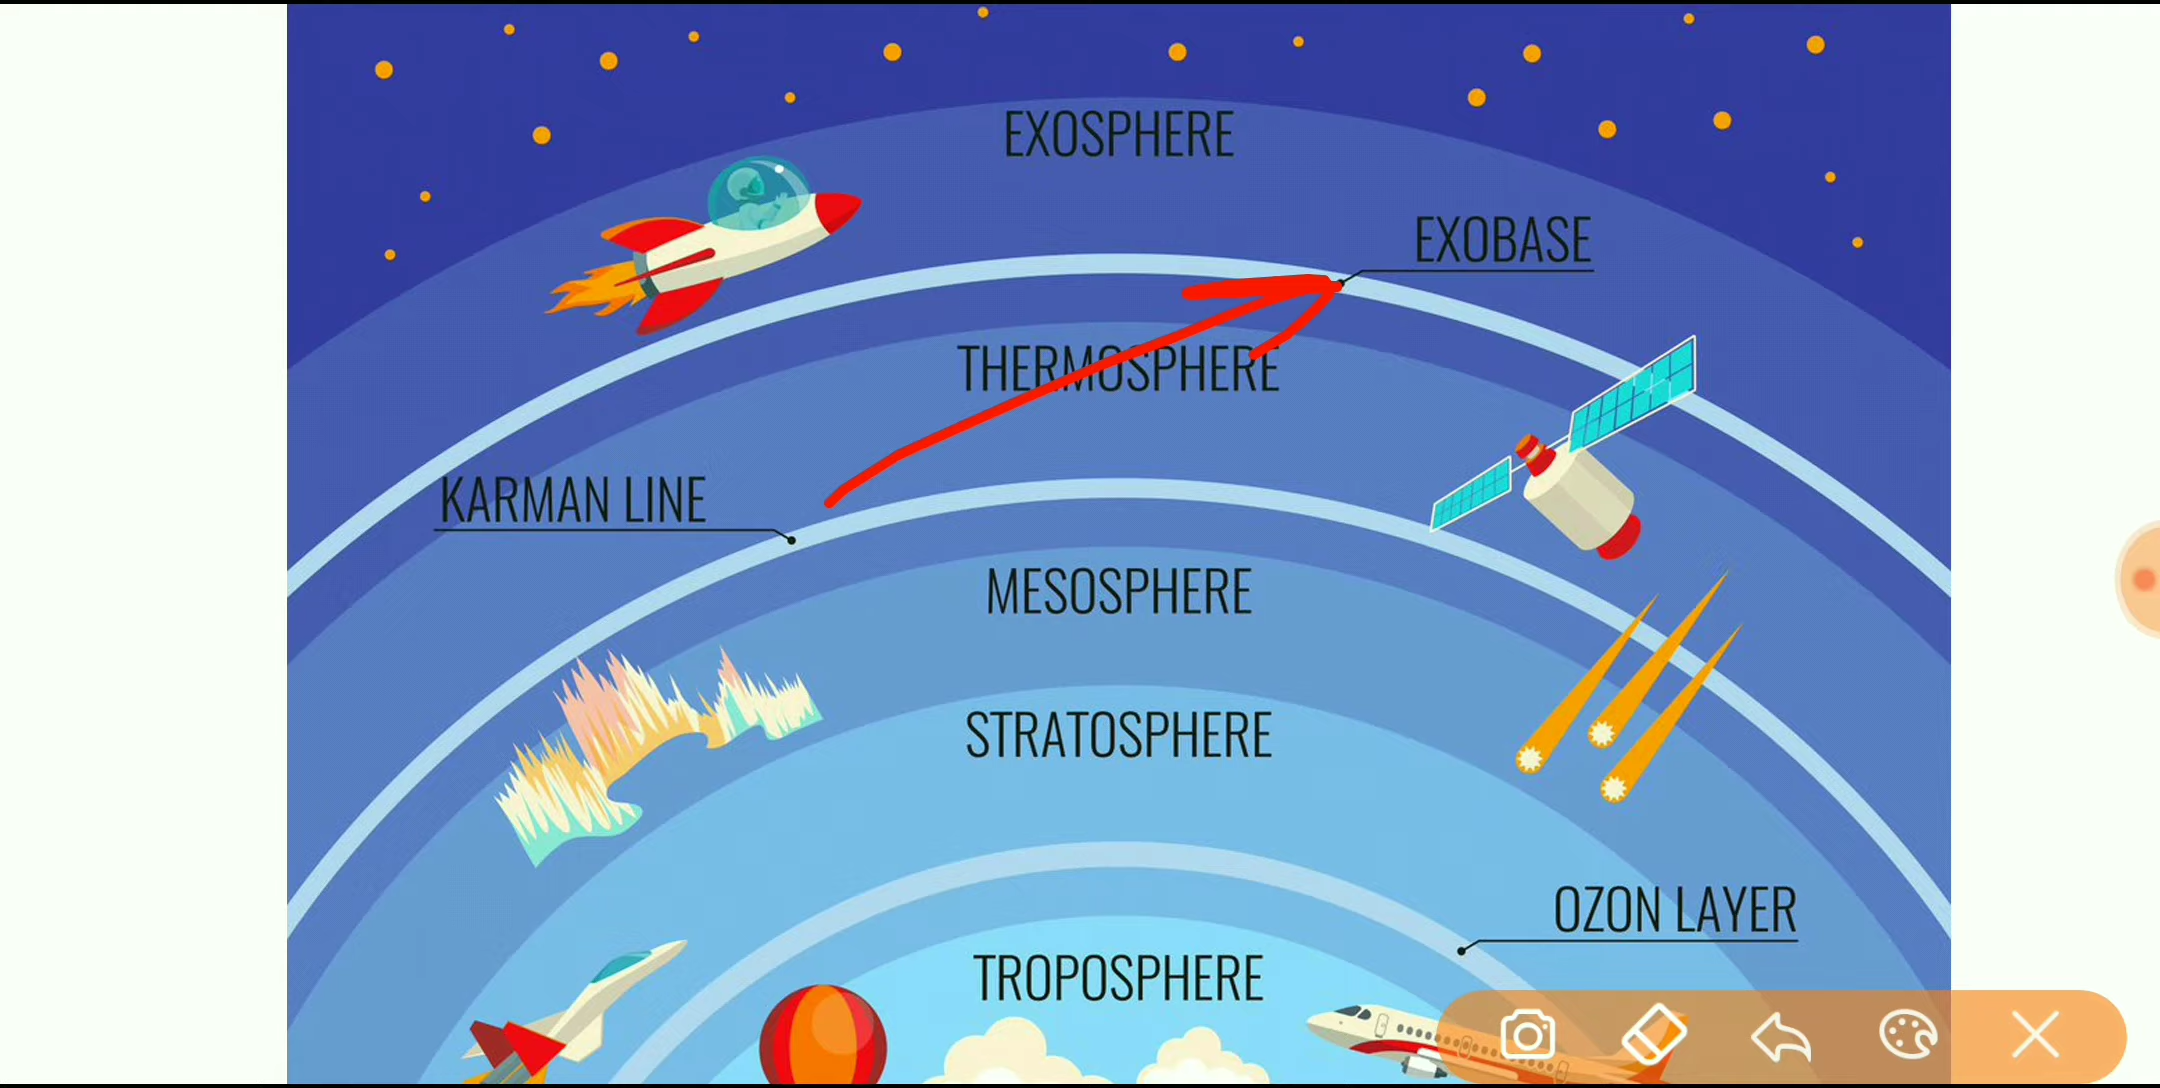 EXOSPHERE
EXOBASE
THERMOSPHERE
KARMAN LINE
MESOSPHERE
STRATOSPHERE
OZON LAYER
TROPOSPHERE